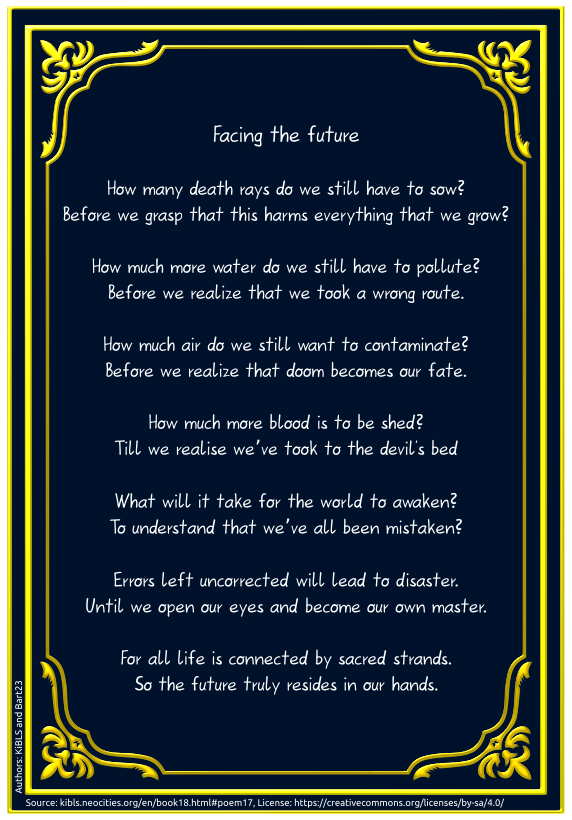 Facing the future
How many death rays do we still have to sow?
Before we grasp that this harms everything that we grow?
How much more water do we still have to pollute?
Before we realize that we took a wrong route.
How much air do we still want to contaminate?
Before we realize that doom becomes our fate.
How much more blood is to be shed?
Till we realise we've took to the devil's bed
What will it take for the world to awaken?
To understand that we've all been mistaken?
Errors left uncorrected will lead to disaster.
Until we open our eyes and become our own master.
For all life is connected by sacred strands.
So the future truly resides in our hands.
Authors: KiBLS and Bart23
Source: kibls.neocities.org/en/book18.html#poem17, License: https://creativecommons.org/licenses/by-sa/4.0/